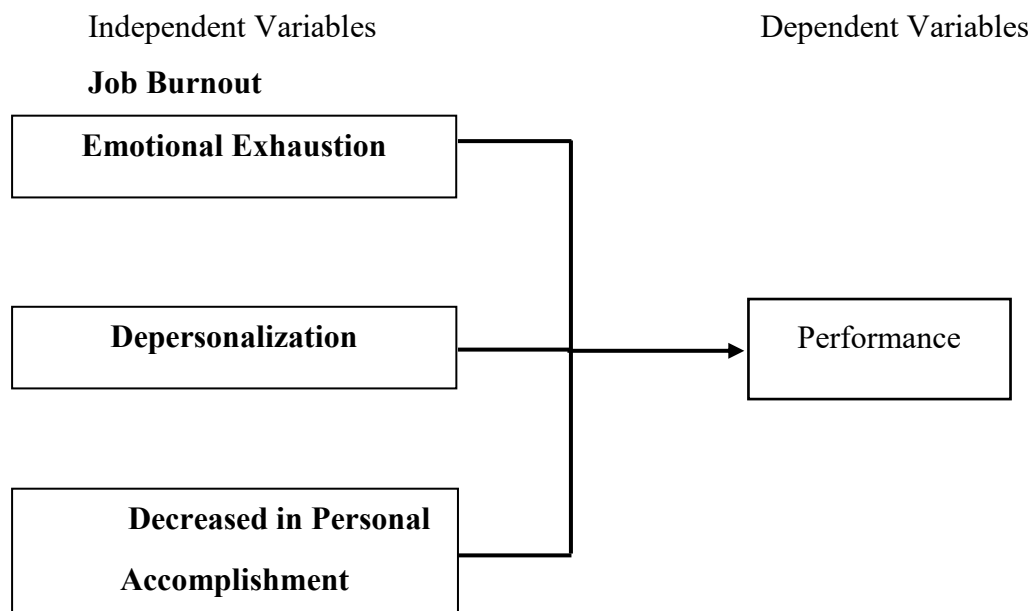 Independent Variables
Dependent Variables
Job Burnout
Emotional Exhaustion
Depersonalization
Performance
Decreased in Personal
Accomplishment